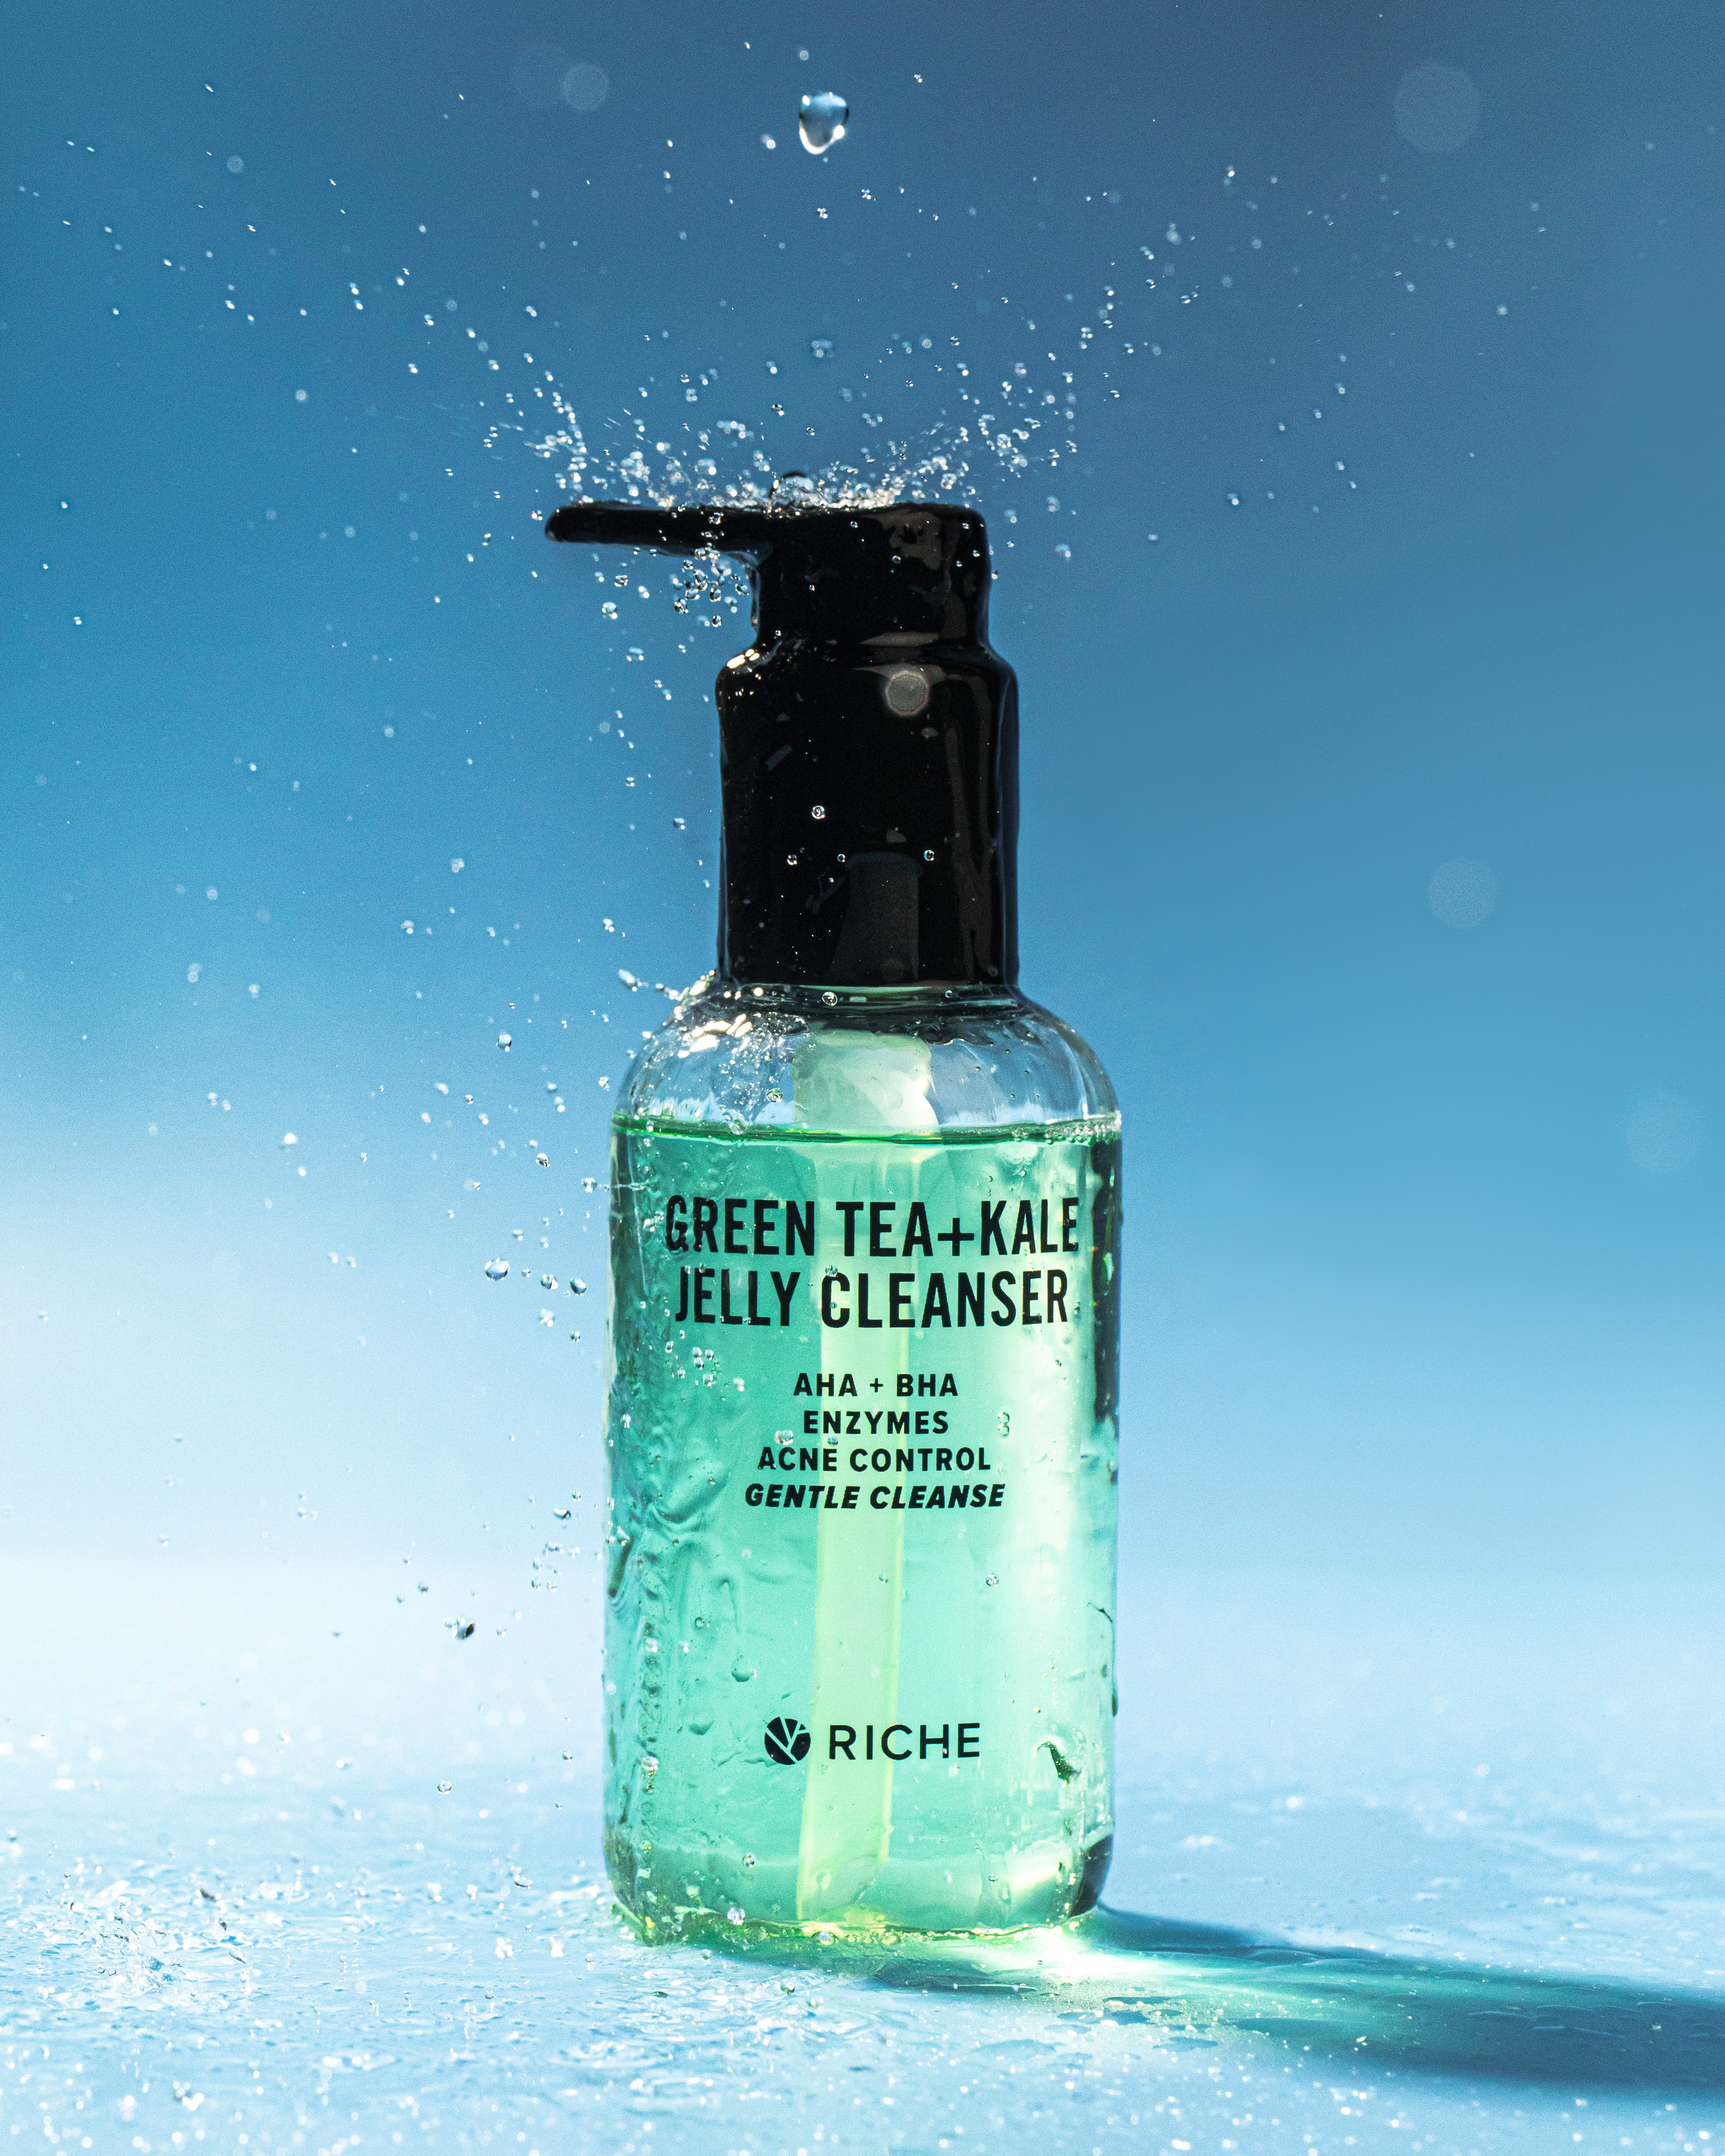 GREEN TEA+KALE
JELLY CLEANSER
AHA + BHA
ENZYMES
ACNE CONTROL
GENTLE CLEANSE
RICHE